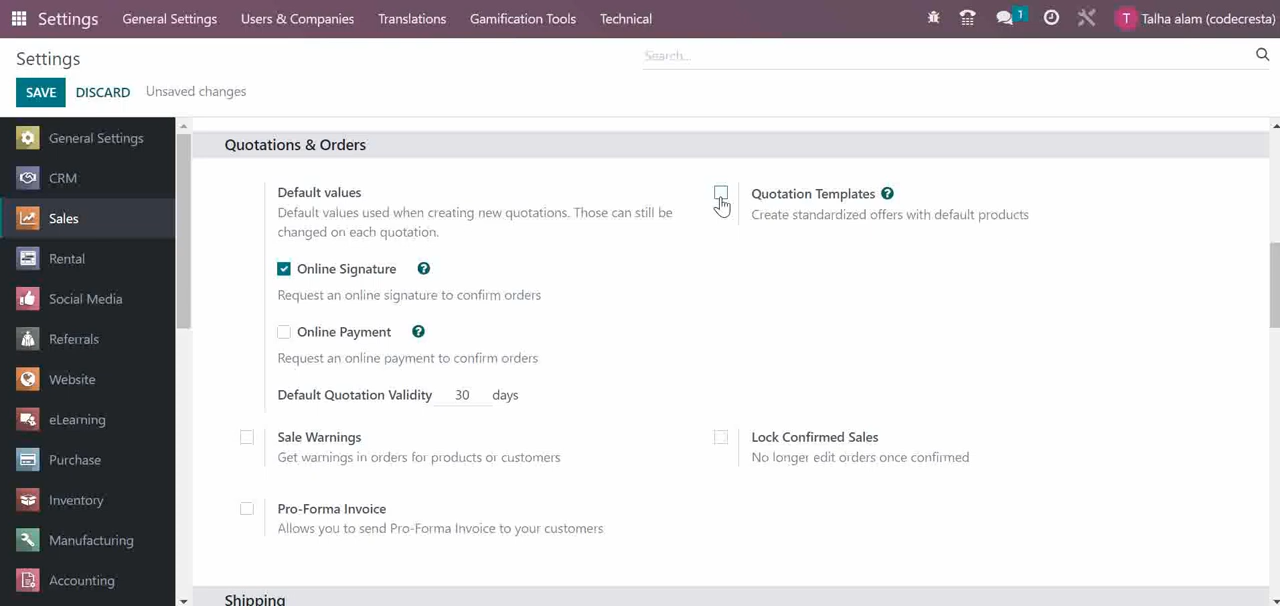 Settings General Settings Users & Companies Translations Gamification Tools Technical 1 T Talha alam (codecresta)
Settings Search...
SAVE DISCARD Unsaved changes
General Settings
CRM
Sales
Rental
Social Media
Referrals
Website
eLearning
Purchase
Inventory
Manufacturing
Accounting
Quotations & Orders
Default values
Default values used when creating new quotations. Those can still be
changed on each quotation.
Online Signature ?
Request an online signature to confirm orders
Online Payment ?
Request an online payment to confirm orders
Default Quotation Validity 30 days
Quotation Templates ?
Create standardized offers with default products
Sale Warnings
Get warnings in orders for products or customers
Lock Confirmed Sales
No longer edit orders once confirmed
Pro-Forma Invoice
Allows you to send Pro-Forma Invoice to your customers
Shipping